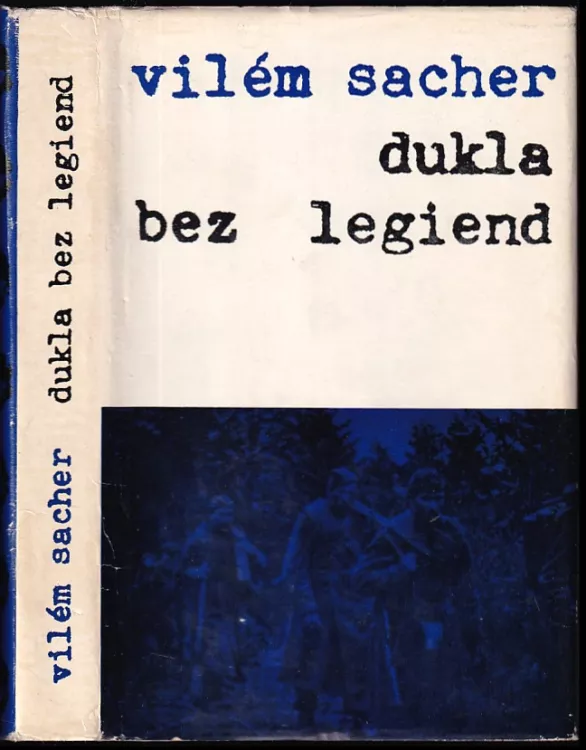 vilém sacher
dukla
bez legiend
vilém sacher dukla bez legiend